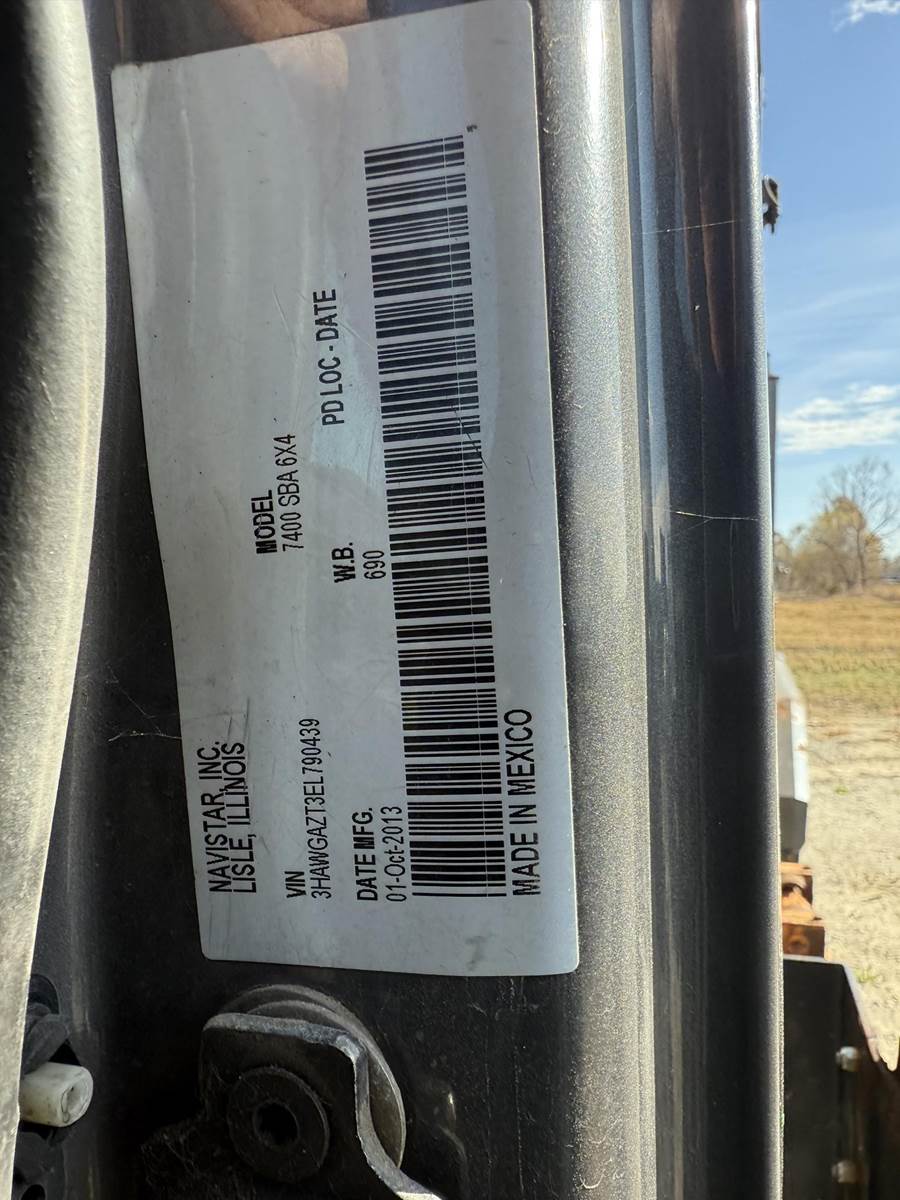 NAVISTAR, INC.
LISLE, ILLINOIS
MODEL
7400 SBA 6X4
VIN
3HAWGAZT3EL790439
W.B.
690
PD LOC - DATE
DATE MFG.
01-Oct-2013
MADE IN MEXICO